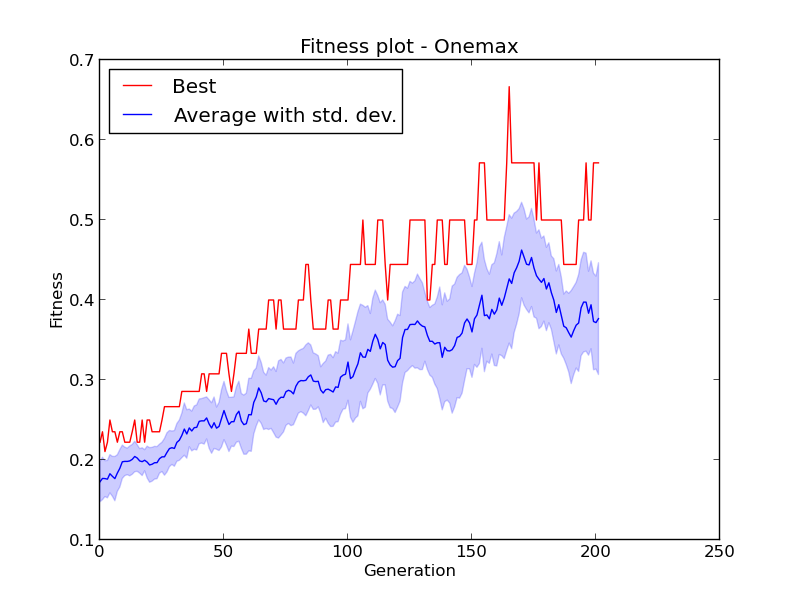 Fitness plot - Onemax
Best
Average with std. dev.
0.7
0.6
0.5
0.4
0.3
0.2
0.1
Fitness
0 50 100 150 200 250
Generation